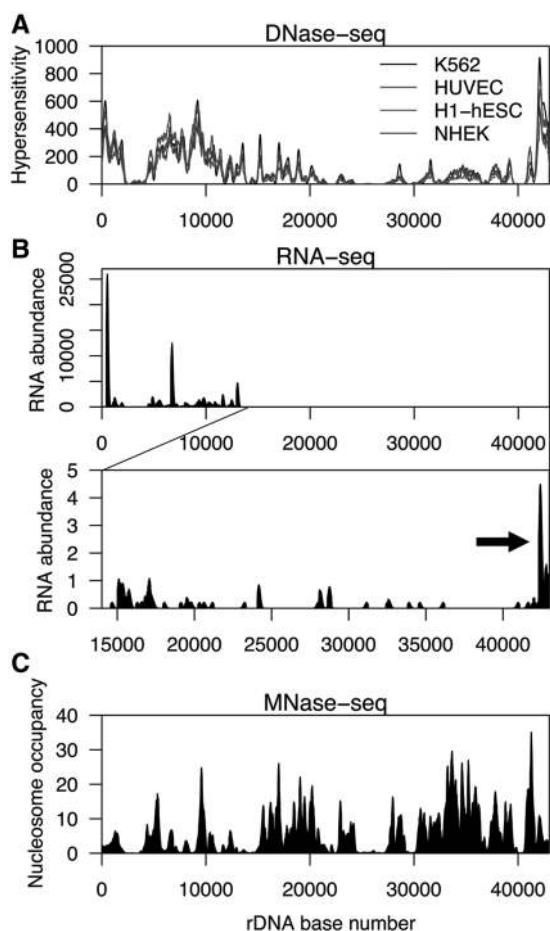 A
DNase-seq
Hypersensitivity
1000
800
600
400
200
0
K562
HUVEC
H1-hESC
NHEK
0 10000 20000 30000 40000
B
RNA-seq
RNA abundance
25000
10000
0
0 10000 20000 30000 40000
RNA abundance
5
4
3
2
1
0
15000 20000 25000 30000 35000 40000
C
MNase-seq
Nucleosome occupancy
40
30
20
10
0
0 10000 20000 30000 40000
rDNA base number